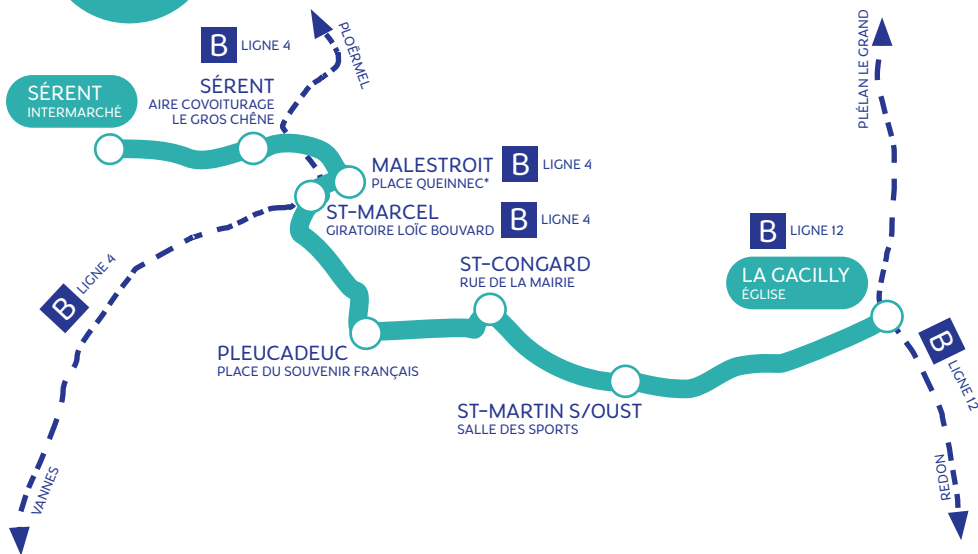 B LIGNE 4
PLOËRMEL
PLÉLAN LE GRAND
SÉRENT
INTERMARCHÉ
SÉRENT
AIRE COVOITURAGE
LE GROS CHÊNE
MALESTROIT
PLACE QUEINNEC*
B LIGNE 4
ST-MARCEL
GIRATOIRE LOÏC BOUVARD
B LIGNE 4
B LIGNE 12
LA GACILLY
ÉGLISE
ST-CONGARD
RUE DE LA MAIRIE
B LIGNE 4
PLEUCADEUC
PLACE DU SOUVENIR FRANÇAIS
B LIGNE 12
ST-MARTIN S/OUST
SALLE DES SPORTS
VANNES
REDON